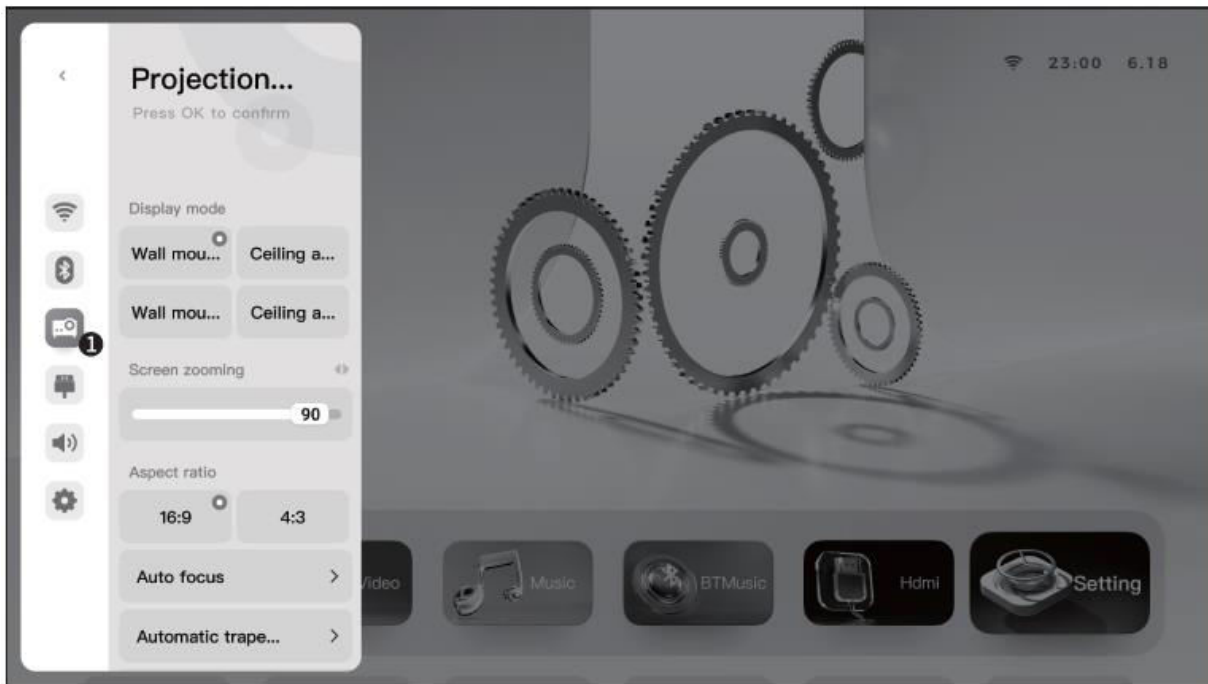 Projection...
Press OK to confirm
23:00 6.18
Display mode
Wall mou... Ceiling a...
Wall mou... Ceiling a...
1
Screen zooming
90
Aspect ratio
16:9 4:3
Auto focus
Automatic trape...
Video Music BTMusic Hdmi Setting